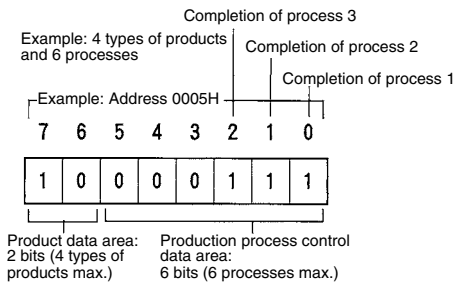 Completion of process 3
Example: 4 types of products
and 6 processes
Completion of process 2
Completion of process 1
Example: Address 0005H
7 6 5 4 3 2 1 0
1 0 0 0 0 1 1 1
Product data area:
2 bits (4 types of
products max.)
Production process control
data area:
6 bits (6 processes max.)